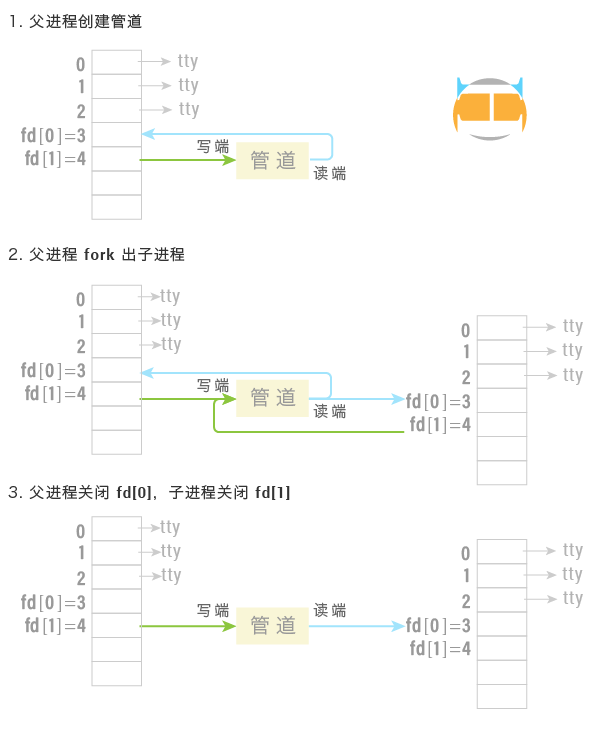 1. 父进程创建管道
0 tty
1 tty
2 tty
fd[0]=3
fd[1]=4
写端
管道
读端
2. 父进程 fork 出子进程
0 tty
1 tty
2 tty
fd[0]=3
fd[1]=4
写端
管道
读端
0 tty
1 tty
2 tty
fd[0]=3
fd[1]=4
3. 父进程关闭 fd[0]，子进程关闭 fd[1]
0 tty
1 tty
2 tty
fd[0]=3
fd[1]=4
写端
管道
读端
0 tty
1 tty
2 tty
fd[0]=3
fd[1]=4